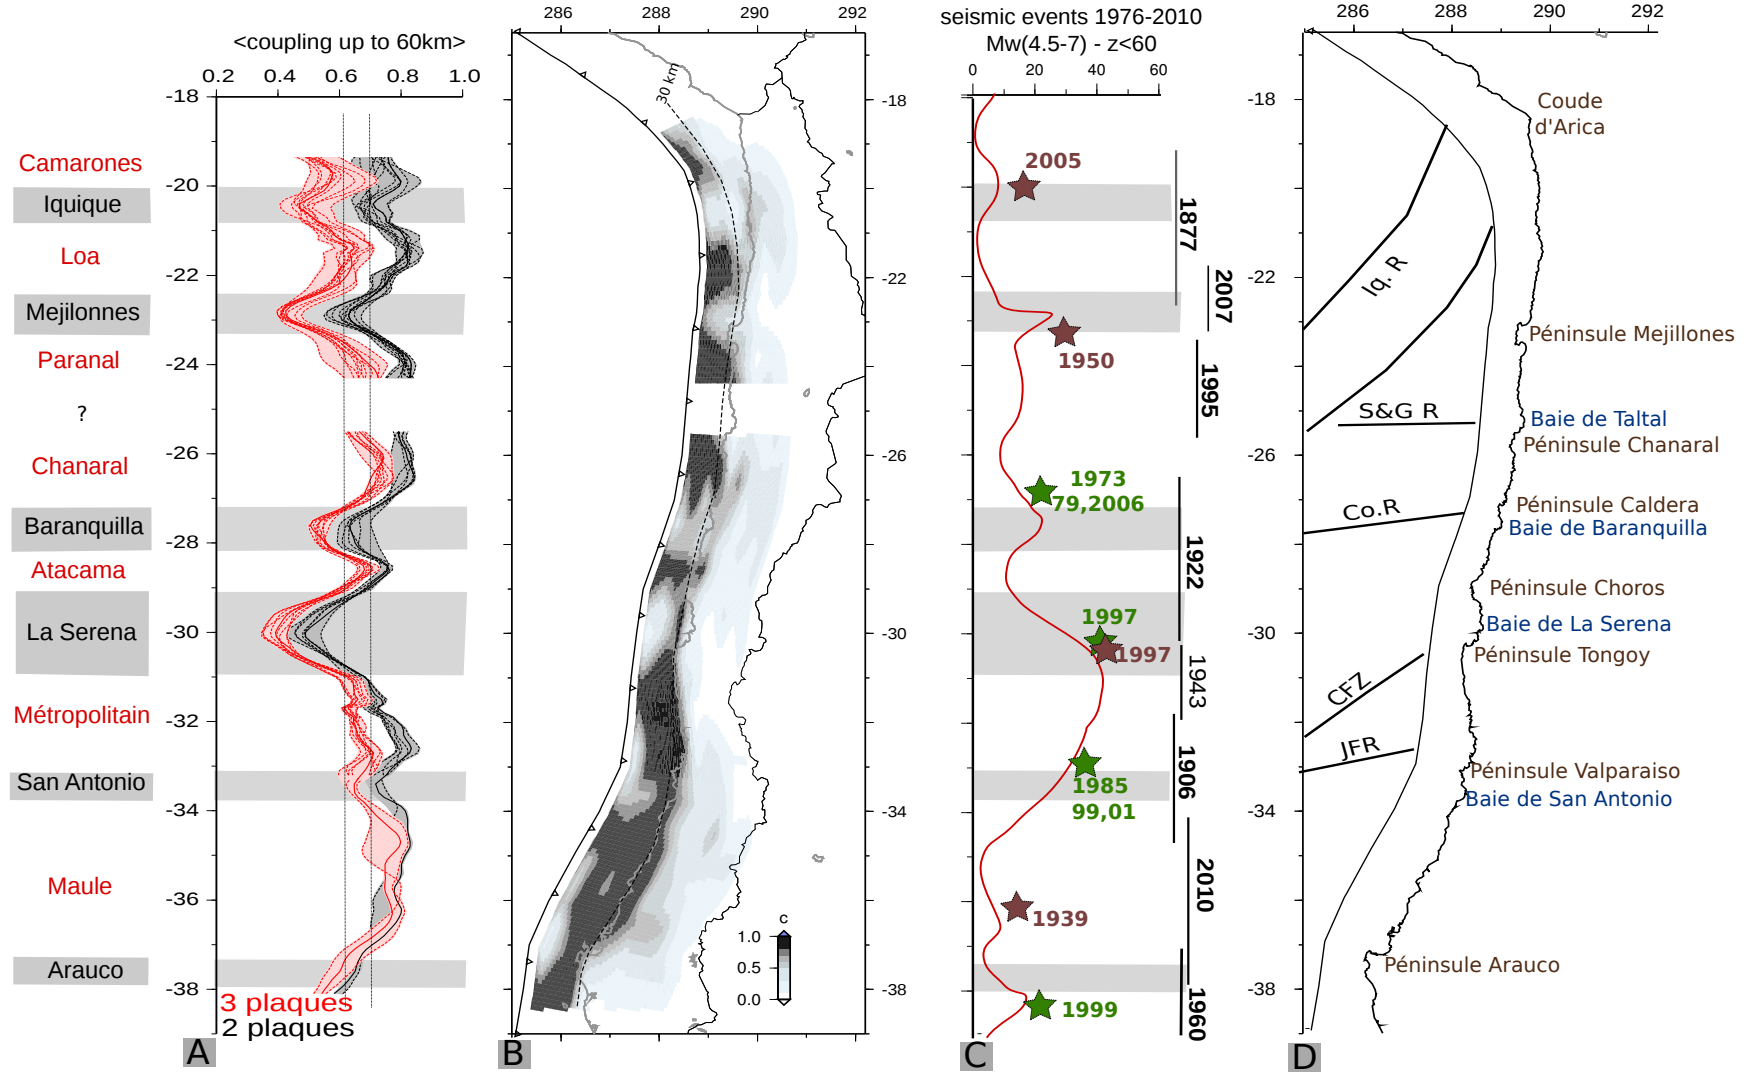 <coupling up to 60km>
0.2 0.4 0.6 0.8 1.0
-18
-20
-22
-24
-26
-28
-30
-32
-34
-36
-38
Camarones
Iquique
Loa
Mejilonnes
Paranal
?
Chanaral
Baranquilla
Atacama
La Serena
Métropolitain
San Antonio
Maule
Arauco
3 plaques
2 plaques
A
286 288 290 292
30 km
-18
-22
-26
-30
-34
-38
c
1.0
0.5
0.0
B
seismic events 1976-2010
Mw(4.5-7) - z<60
0 20 40 60
2005
1877
2007
1950
1995
1973
79,2006
1922
1997
1997
1943
1985
99,01
1906
2010
1939
1999
1960
C
286 288 290 292
-18
-22
-26
-30
-34
-38
Coude
d'Arica
Iq. R
Péninsule Mejillones
S&G R
Baie de Taltal
Péninsule Chanaral
Co.R
Péninsule Caldera
Baie de Baranquilla
Péninsule Choros
Baie de La Serena
Péninsule Tongoy
CFZ
JFR
Péninsule Valparaiso
Baie de San Antonio
Péninsule Arauco
D